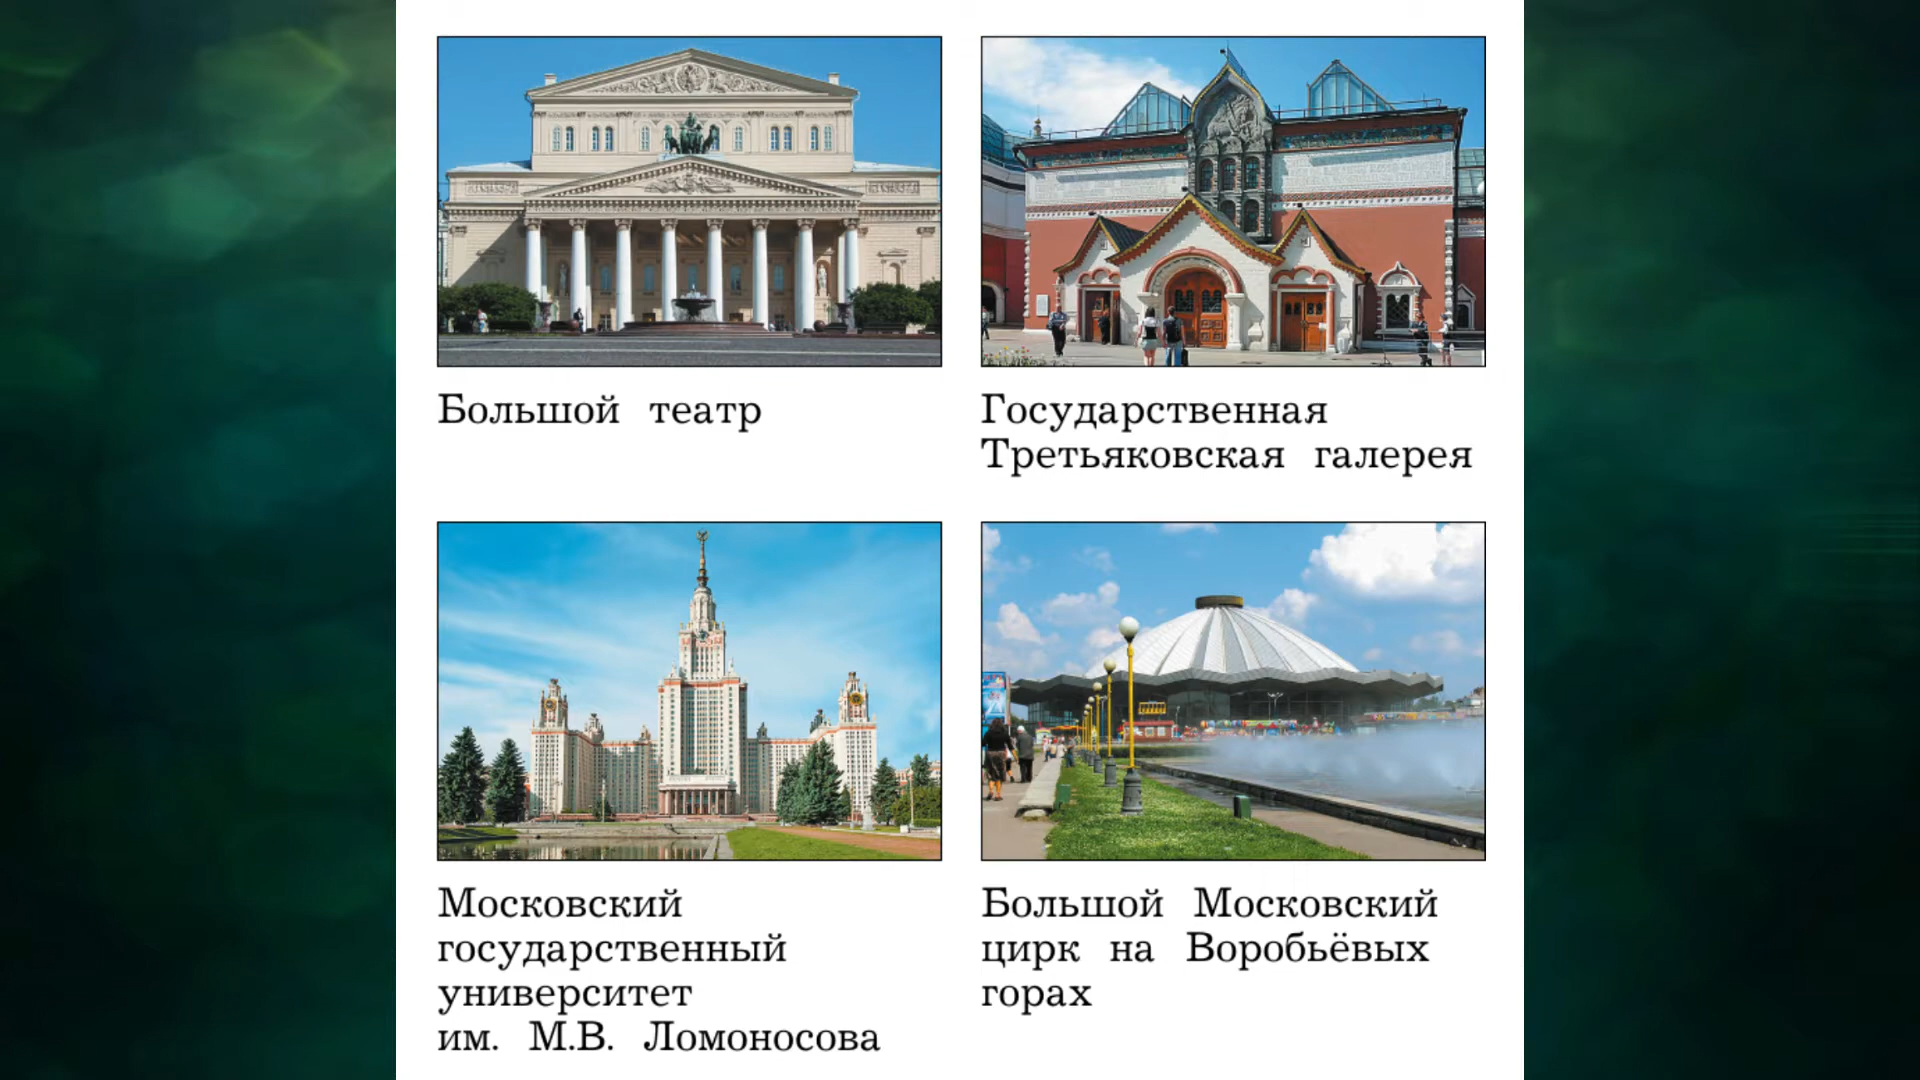 Большой театр
Государственная
Третьяковская галерея
Московский
государственный
университет
им. М.В. Ломоносова
Большой Московский
цирк на Воробьёвых
горах